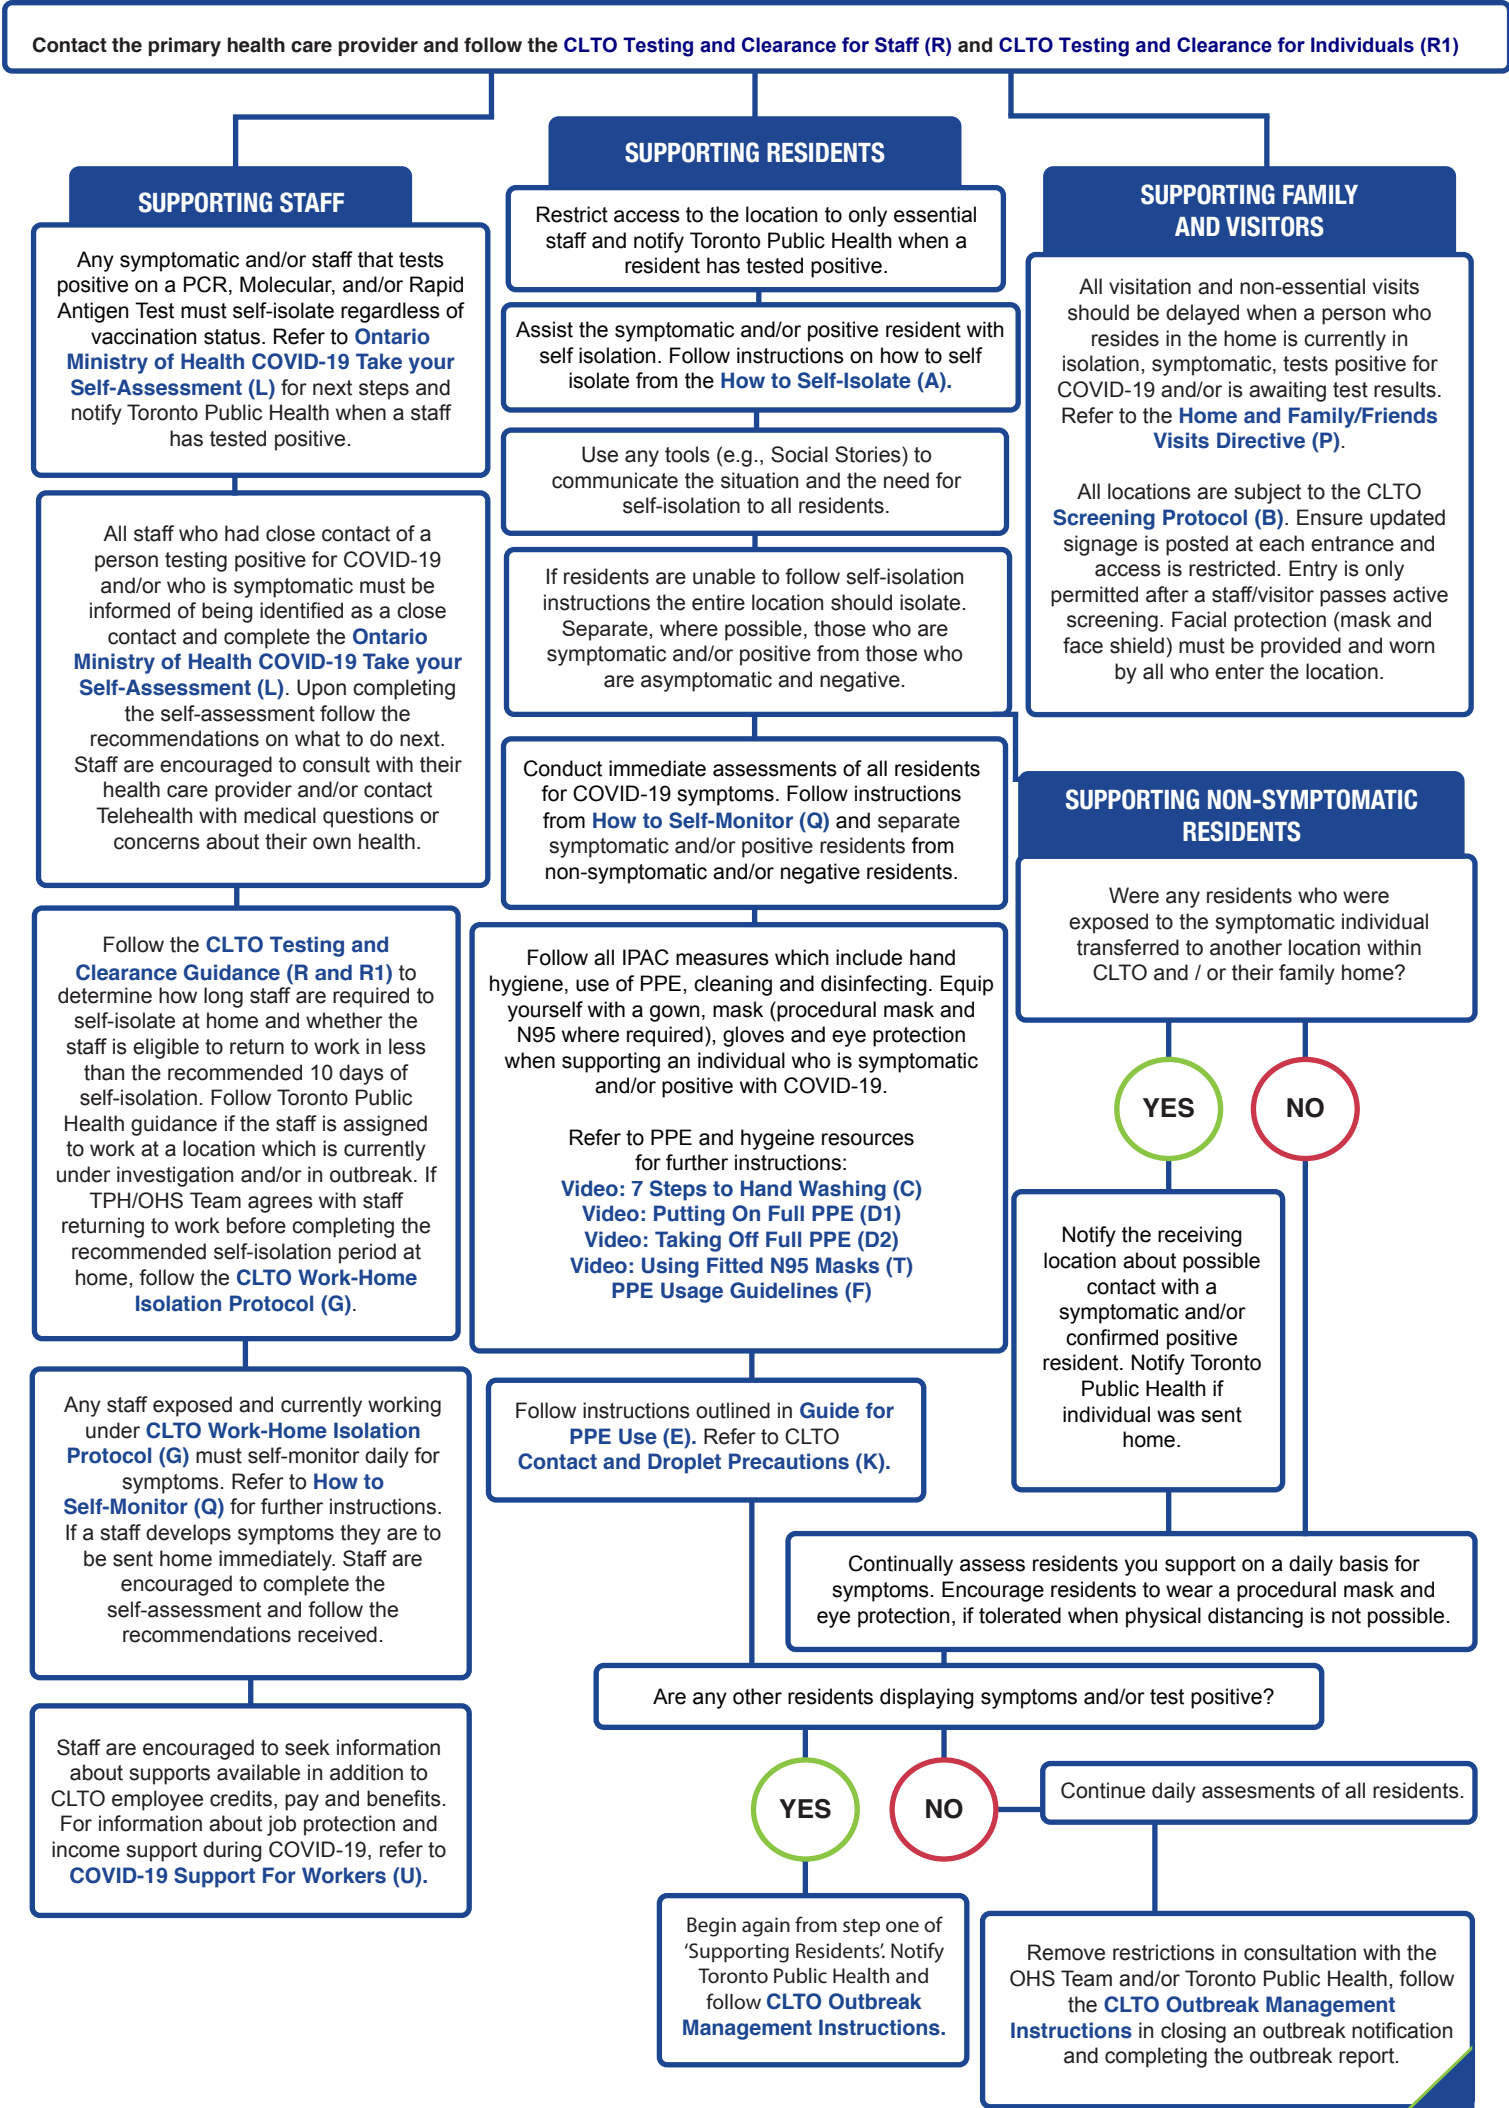 Contact the primary health care provider and follow the CLTO Testing and Clearance for Staff (R) and CLTO Testing and Clearance for Individuals (R1)
SUPPORTING STAFF
Any symptomatic and/or staff that tests
positive on a PCR, Molecular, and/or Rapid
Antigen Test must self-isolate regardless of
vaccination status. Refer to Ontario
Ministry of Health COVID-19 Take your
Self-Assessment (L) for next steps and
notify Toronto Public Health when a staff
has tested positive.
All staff who had close contact of a
person testing positive for COVID-19
and/or who is symptomatic must be
informed of being identified as a close
contact and complete the Ontario
Ministry of Health COVID-19 Take your
Self-Assessment (L). Upon completing
the self-assessment follow the
recommendations on what to do next.
Staff are encouraged to consult with their
health care provider and/or contact
Telehealth with medical questions or
concerns about their own health.
Follow the CLTO Testing and
Clearance Guidance (R and R1) to
determine how long staff are required to
self-isolate at home and whether the
staff is eligible to return to work in less
than the recommended 10 days of
self-isolation. Follow Toronto Public
Health guidance if the staff is assigned
to work at a location which is currently
under investigation and/or in outbreak. If
TPH/OHS Team agrees with staff
returning to work before completing the
recommended self-isolation period at
home, follow the CLTO Work-Home
Isolation Protocol (G).
Any staff exposed and currently working
under CLTO Work-Home Isolation
Protocol (G) must self-monitor daily for
symptoms. Refer to How to
Self-Monitor (Q) for further instructions.
If a staff develops symptoms they are to
be sent home immediately. Staff are
encouraged to complete the
self-assessment and follow the
recommendations received.
Staff are encouraged to seek information
about supports available in addition to
CLTO employee credits, pay and benefits.
For information about job protection and
income support during COVID-19, refer to
COVID-19 Support For Workers (U).
SUPPORTING RESIDENTS
Restrict access to the location to only essential
staff and notify Toronto Public Health when a
resident has tested positive.
Assist the symptomatic and/or positive resident with
self isolation. Follow instructions on how to self
isolate from the How to Self-Isolate (A).
Use any tools (e.g., Social Stories) to
communicate the situation and the need for
self-isolation to all residents.
If residents are unable to follow self-isolation
instructions the entire location should isolate.
Separate, where possible, those who are
symptomatic and/or positive from those who
are asymptomatic and negative.
Conduct immediate assessments of all residents
for COVID-19 symptoms. Follow instructions
from How to Self-Monitor (Q) and separate
symptomatic and/or positive residents from
non-symptomatic and/or negative residents.
Follow all IPAC measures which include hand
hygiene, use of PPE, cleaning and disinfecting. Equip
yourself with a gown, mask (procedural mask and
N95 where required), gloves and eye protection
when supporting an individual who is symptomatic
and/or positive with COVID-19.
Refer to PPE and hygeine resources
for further instructions:
Video: 7 Steps to Hand Washing (C)
Video: Putting On Full PPE (D1)
Video: Taking Off Full PPE (D2)
Video: Using Fitted N95 Masks (T)
PPE Usage Guidelines (F)
Follow instructions outlined in Guide for
PPE Use (E). Refer to CLTO
Contact and Droplet Precautions (K).
SUPPORTING FAMILY
AND VISITORS
All visitation and non-essential visits
should be delayed when a person who
resides in the home is currently in
isolation, symptomatic, tests positive for
COVID-19 and/or is awaiting test results.
Refer to the Home and Family/Friends
Visits Directive (P).
All locations are subject to the CLTO
Screening Protocol (B). Ensure updated
signage is posted at each entrance and
access is restricted. Entry is only
permitted after a staff/visitor passes active
screening. Facial protection (mask and
face shield) must be provided and worn
by all who enter the location.
SUPPORTING NON-SYMPTOMATIC
RESIDENTS
Were any residents who were
exposed to the symptomatic individual
transferred to another location within
CLTO and / or their family home?
YES
NO
Notify the receiving
location about possible
contact with a
symptomatic and/or
confirmed positive
resident. Notify Toronto
Public Health if
individual was sent
home.
Continually assess residents you support on a daily basis for
symptoms. Encourage residents to wear a procedural mask and
eye protection, if tolerated when physical distancing is not possible.
Are any other residents displaying symptoms and/or test positive?
YES
NO
Continue daily assesments of all residents.
Begin again from step one of
‘Supporting Residents’. Notify
Toronto Public Health and
follow CLTO Outbreak
Management Instructions.
Remove restrictions in consultation with the
OHS Team and/or Toronto Public Health, follow
the CLTO Outbreak Management
Instructions in closing an outbreak notification
and completing the outbreak report.